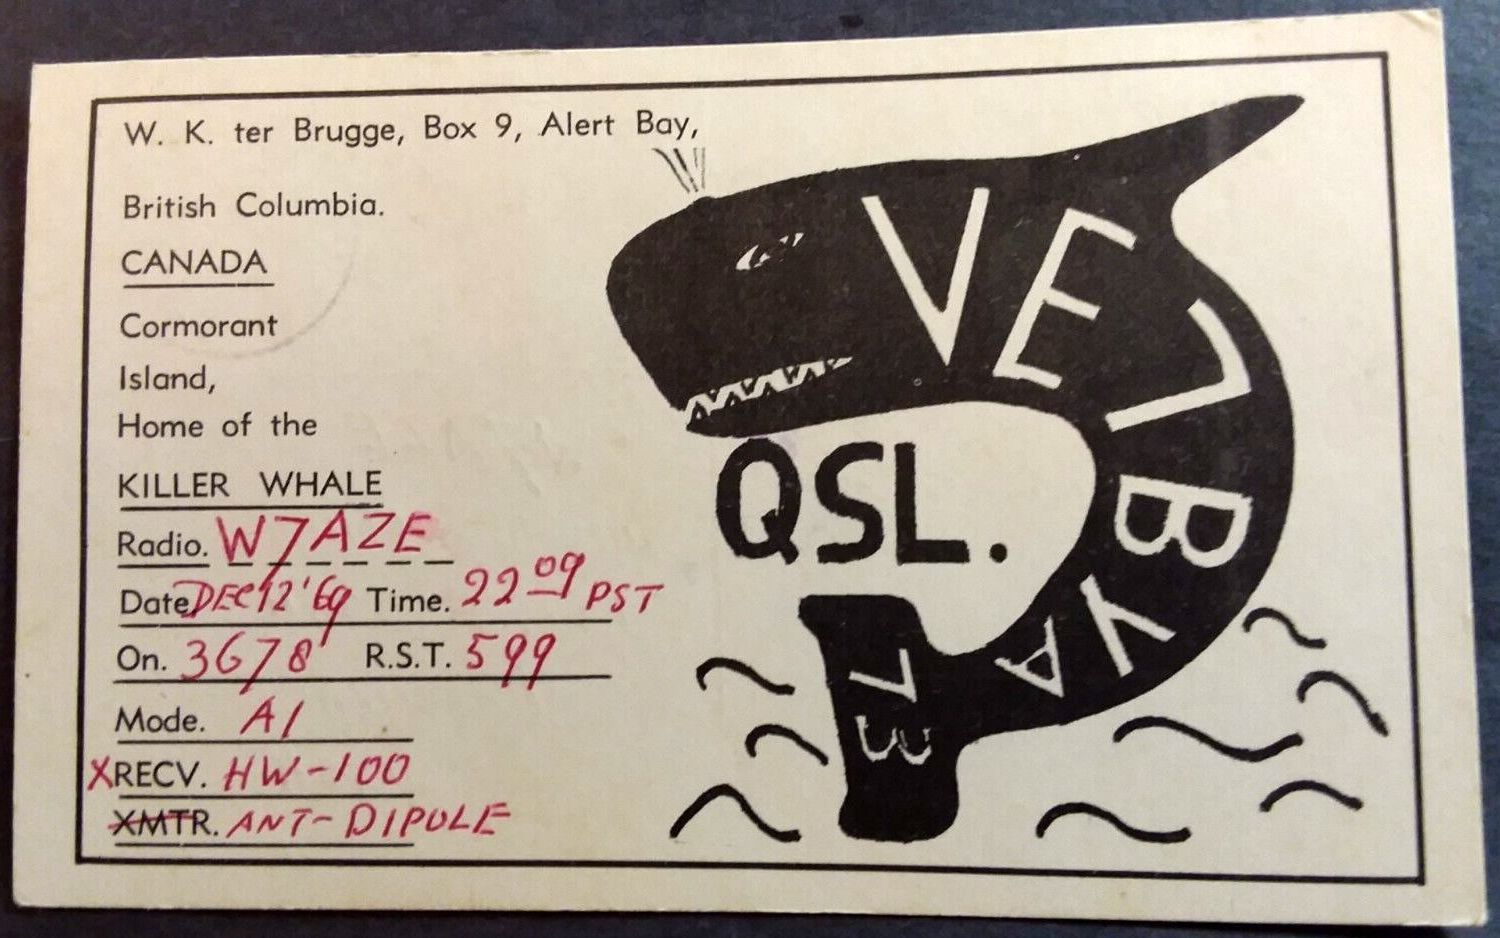 W. K. ter Brugge, Box 9, Alert Bay,
British Columbia.
CANADA
Cormorant
Island,
Home of the
KILLER WHALE
Radio. W7AZE
Date DEC 12 '69 Time. 22 09 PST
On. 3678 R.S.T. 599
Mode. A1
XRECV. HW-100
XMTR. ANT- DIPOLE
VE7BYA
QSL.
73